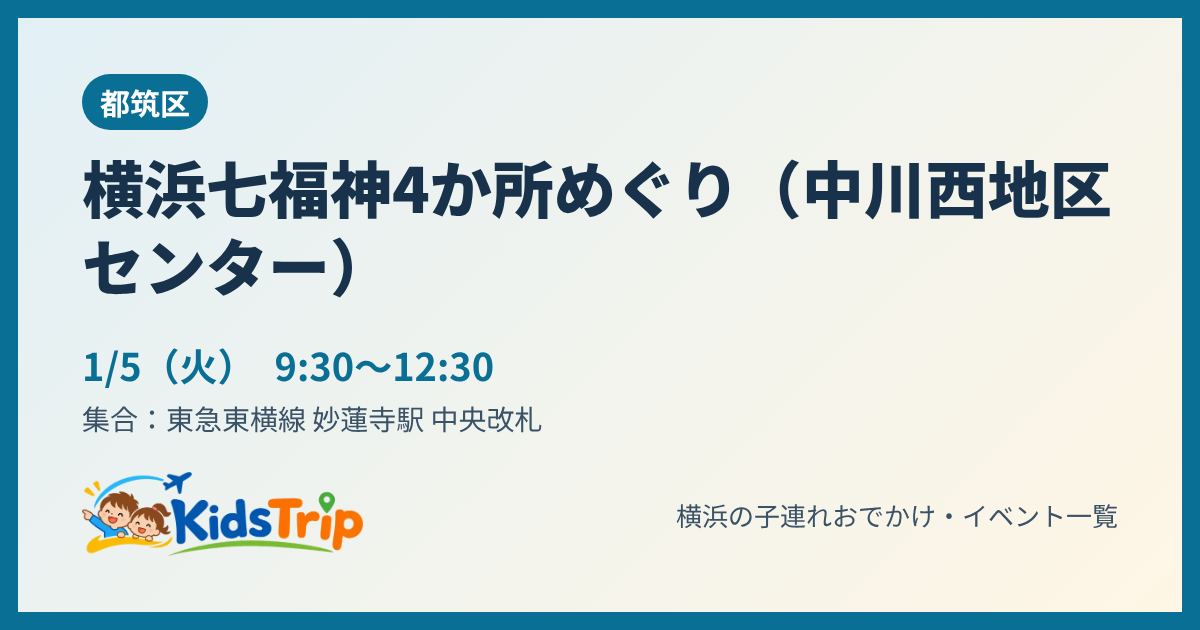 都筑区
横浜七福神4か所めぐり（中川西地区
センター）
1/5（火） 9:30〜12:30
集合：東急東横線 妙蓮寺駅 中央改札
KidsTrip
横浜の子連れおでかけ・イベント一覧